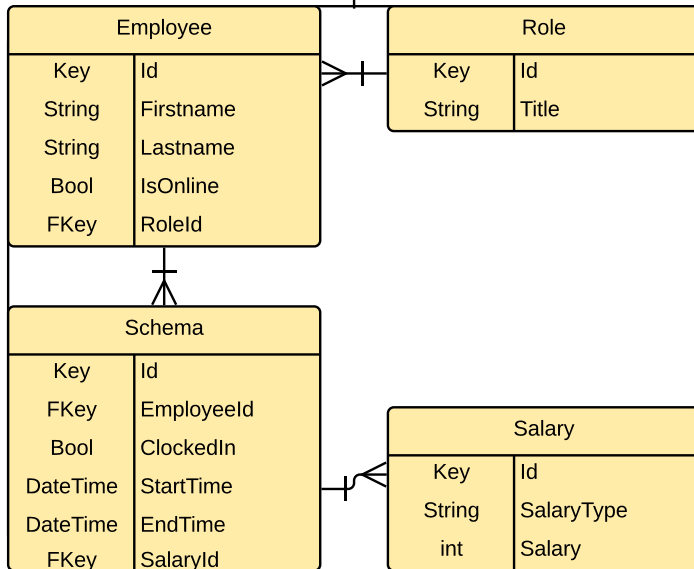 Employee
Key Id
String Firstname
String Lastname
Bool IsOnline
FKey RoleId
Role
Key Id
String Title
Schema
Key Id
FKey EmployeeId
Bool ClockedIn
DateTime StartTime
DateTime EndTime
FKey SalaryId
Salary
Key Id
String SalaryType
int Salary